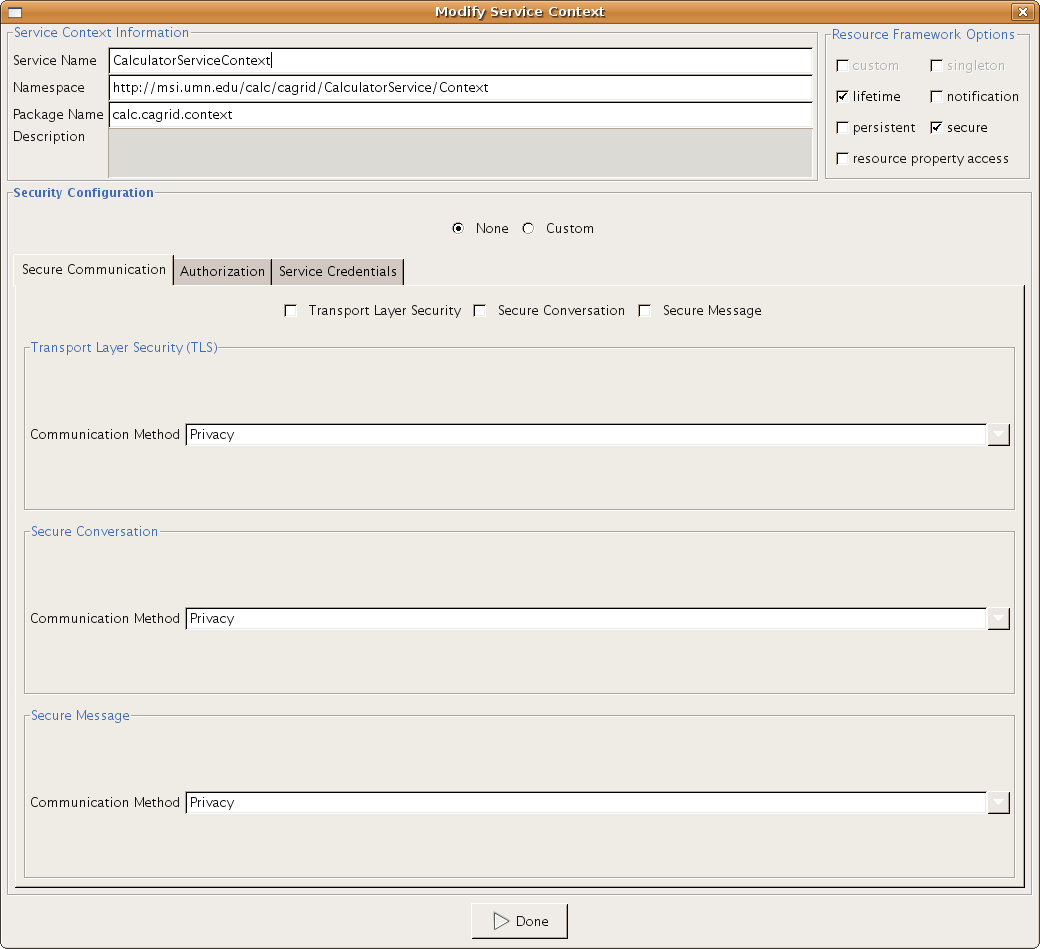 Modify Service Context
Service Context Information
Service Name CalculatorServiceContext
Namespace http://msi.umn.edu/calc/cagrid/CalculatorService/Context
Package Name calc.cagrid.context
Description
Resource Framework Options
custom singleton
lifetime notification
persistent secure
resource property access
Security Configuration
None Custom
Secure Communication Authorization Service Credentials
Transport Layer Security Secure Conversation Secure Message
Transport Layer Security (TLS)
Communication Method Privacy
Secure Conversation
Communication Method Privacy
Secure Message
Communication Method Privacy
Done